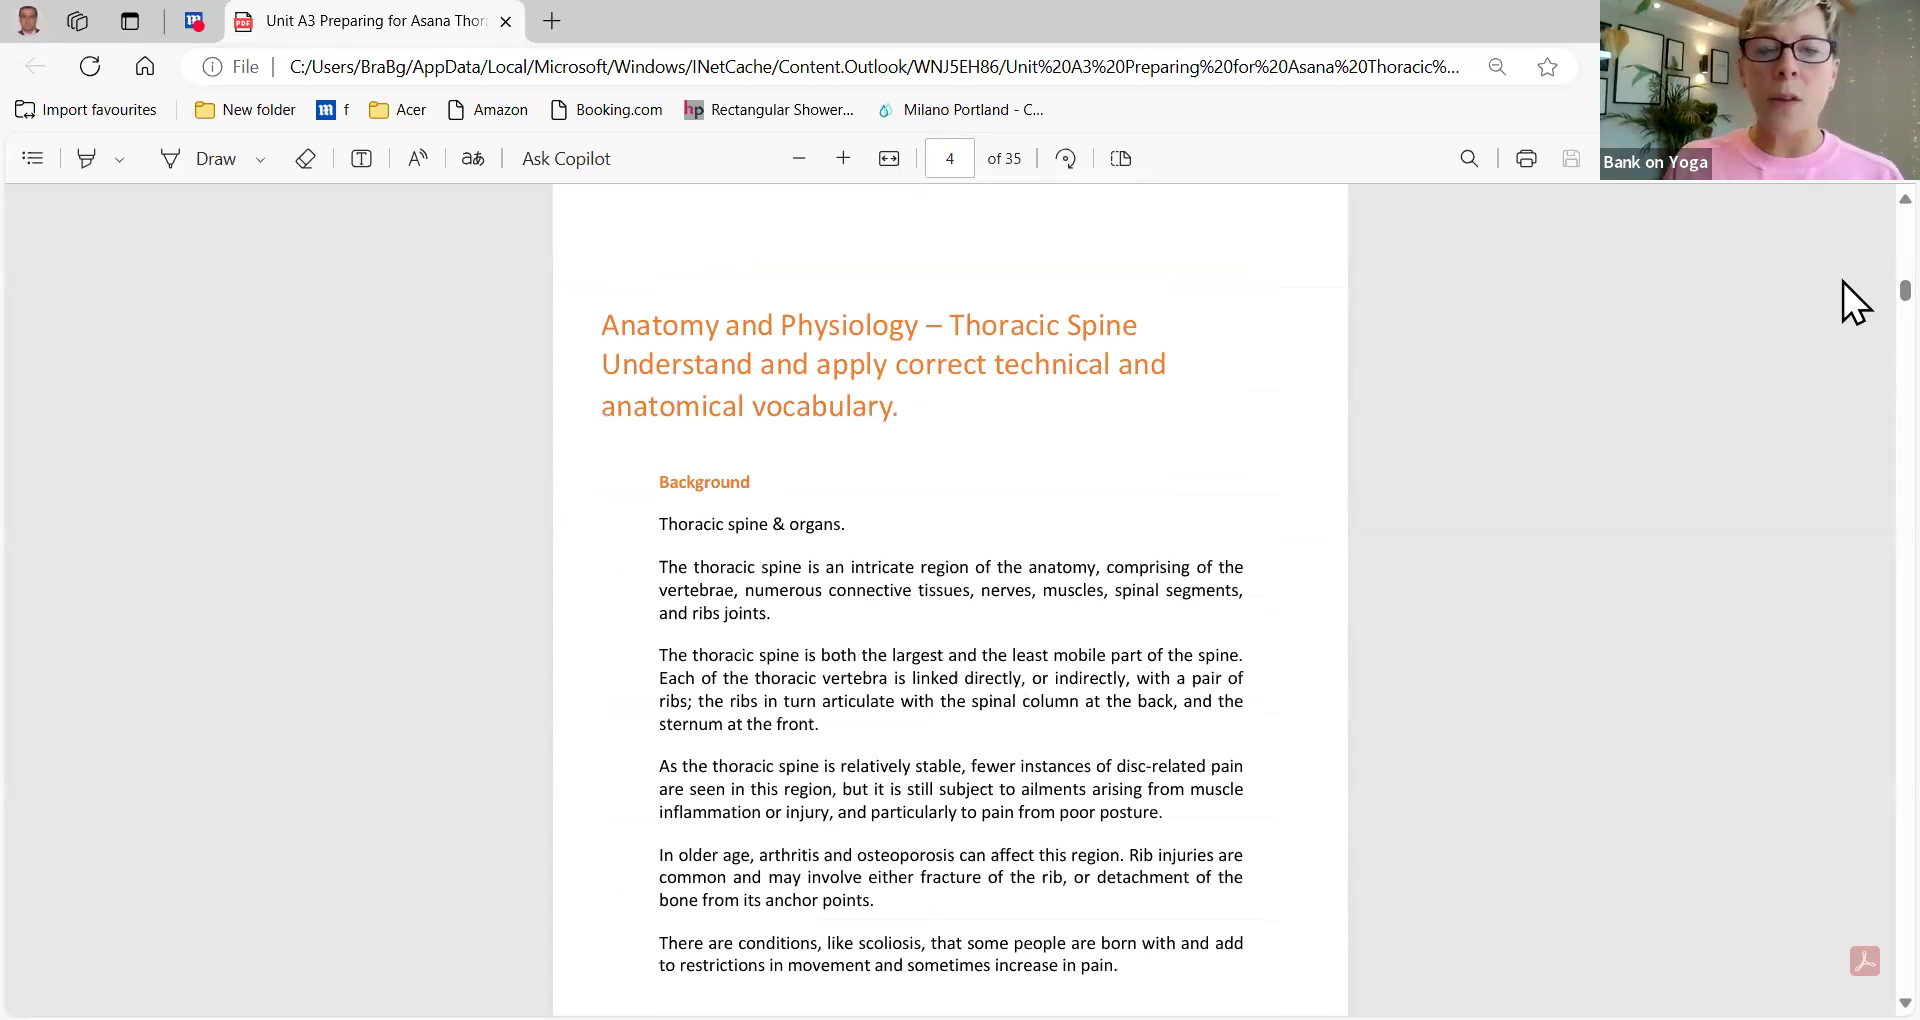 Unit A3 Preparing for Asana Thor
File
C:/Users/BraBg/AppData/Local/Microsoft/Windows/INetCache/Content.Outlook/WNJ5EH86/Unit%20A3%20Preparing%20for%20Asana%20Thoracic%...
Import favourites
New folder
f
Acer
Amazon
Booking.com
hp Rectangular Shower...
Milano Portland - C...
Draw
Ask Copilot
4 of 35
Bank on Yoga
Anatomy and Physiology – Thoracic Spine
Understand and apply correct technical and
anatomical vocabulary.
Background
Thoracic spine & organs.
The thoracic spine is an intricate region of the anatomy, comprising of the
vertebrae, numerous connective tissues, nerves, muscles, spinal segments,
and ribs joints.
The thoracic spine is both the largest and the least mobile part of the spine.
Each of the thoracic vertebra is linked directly, or indirectly, with a pair of
ribs; the ribs in turn articulate with the spinal column at the back, and the
sternum at the front.
As the thoracic spine is relatively stable, fewer instances of disc-related pain
are seen in this region, but it is still subject to ailments arising from muscle
inflammation or injury, and particularly to pain from poor posture.
In older age, arthritis and osteoporosis can affect this region. Rib injuries are
common and may involve either fracture of the rib, or detachment of the
bone from its anchor points.
There are conditions, like scoliosis, that some people are born with and add
to restrictions in movement and sometimes increase in pain.